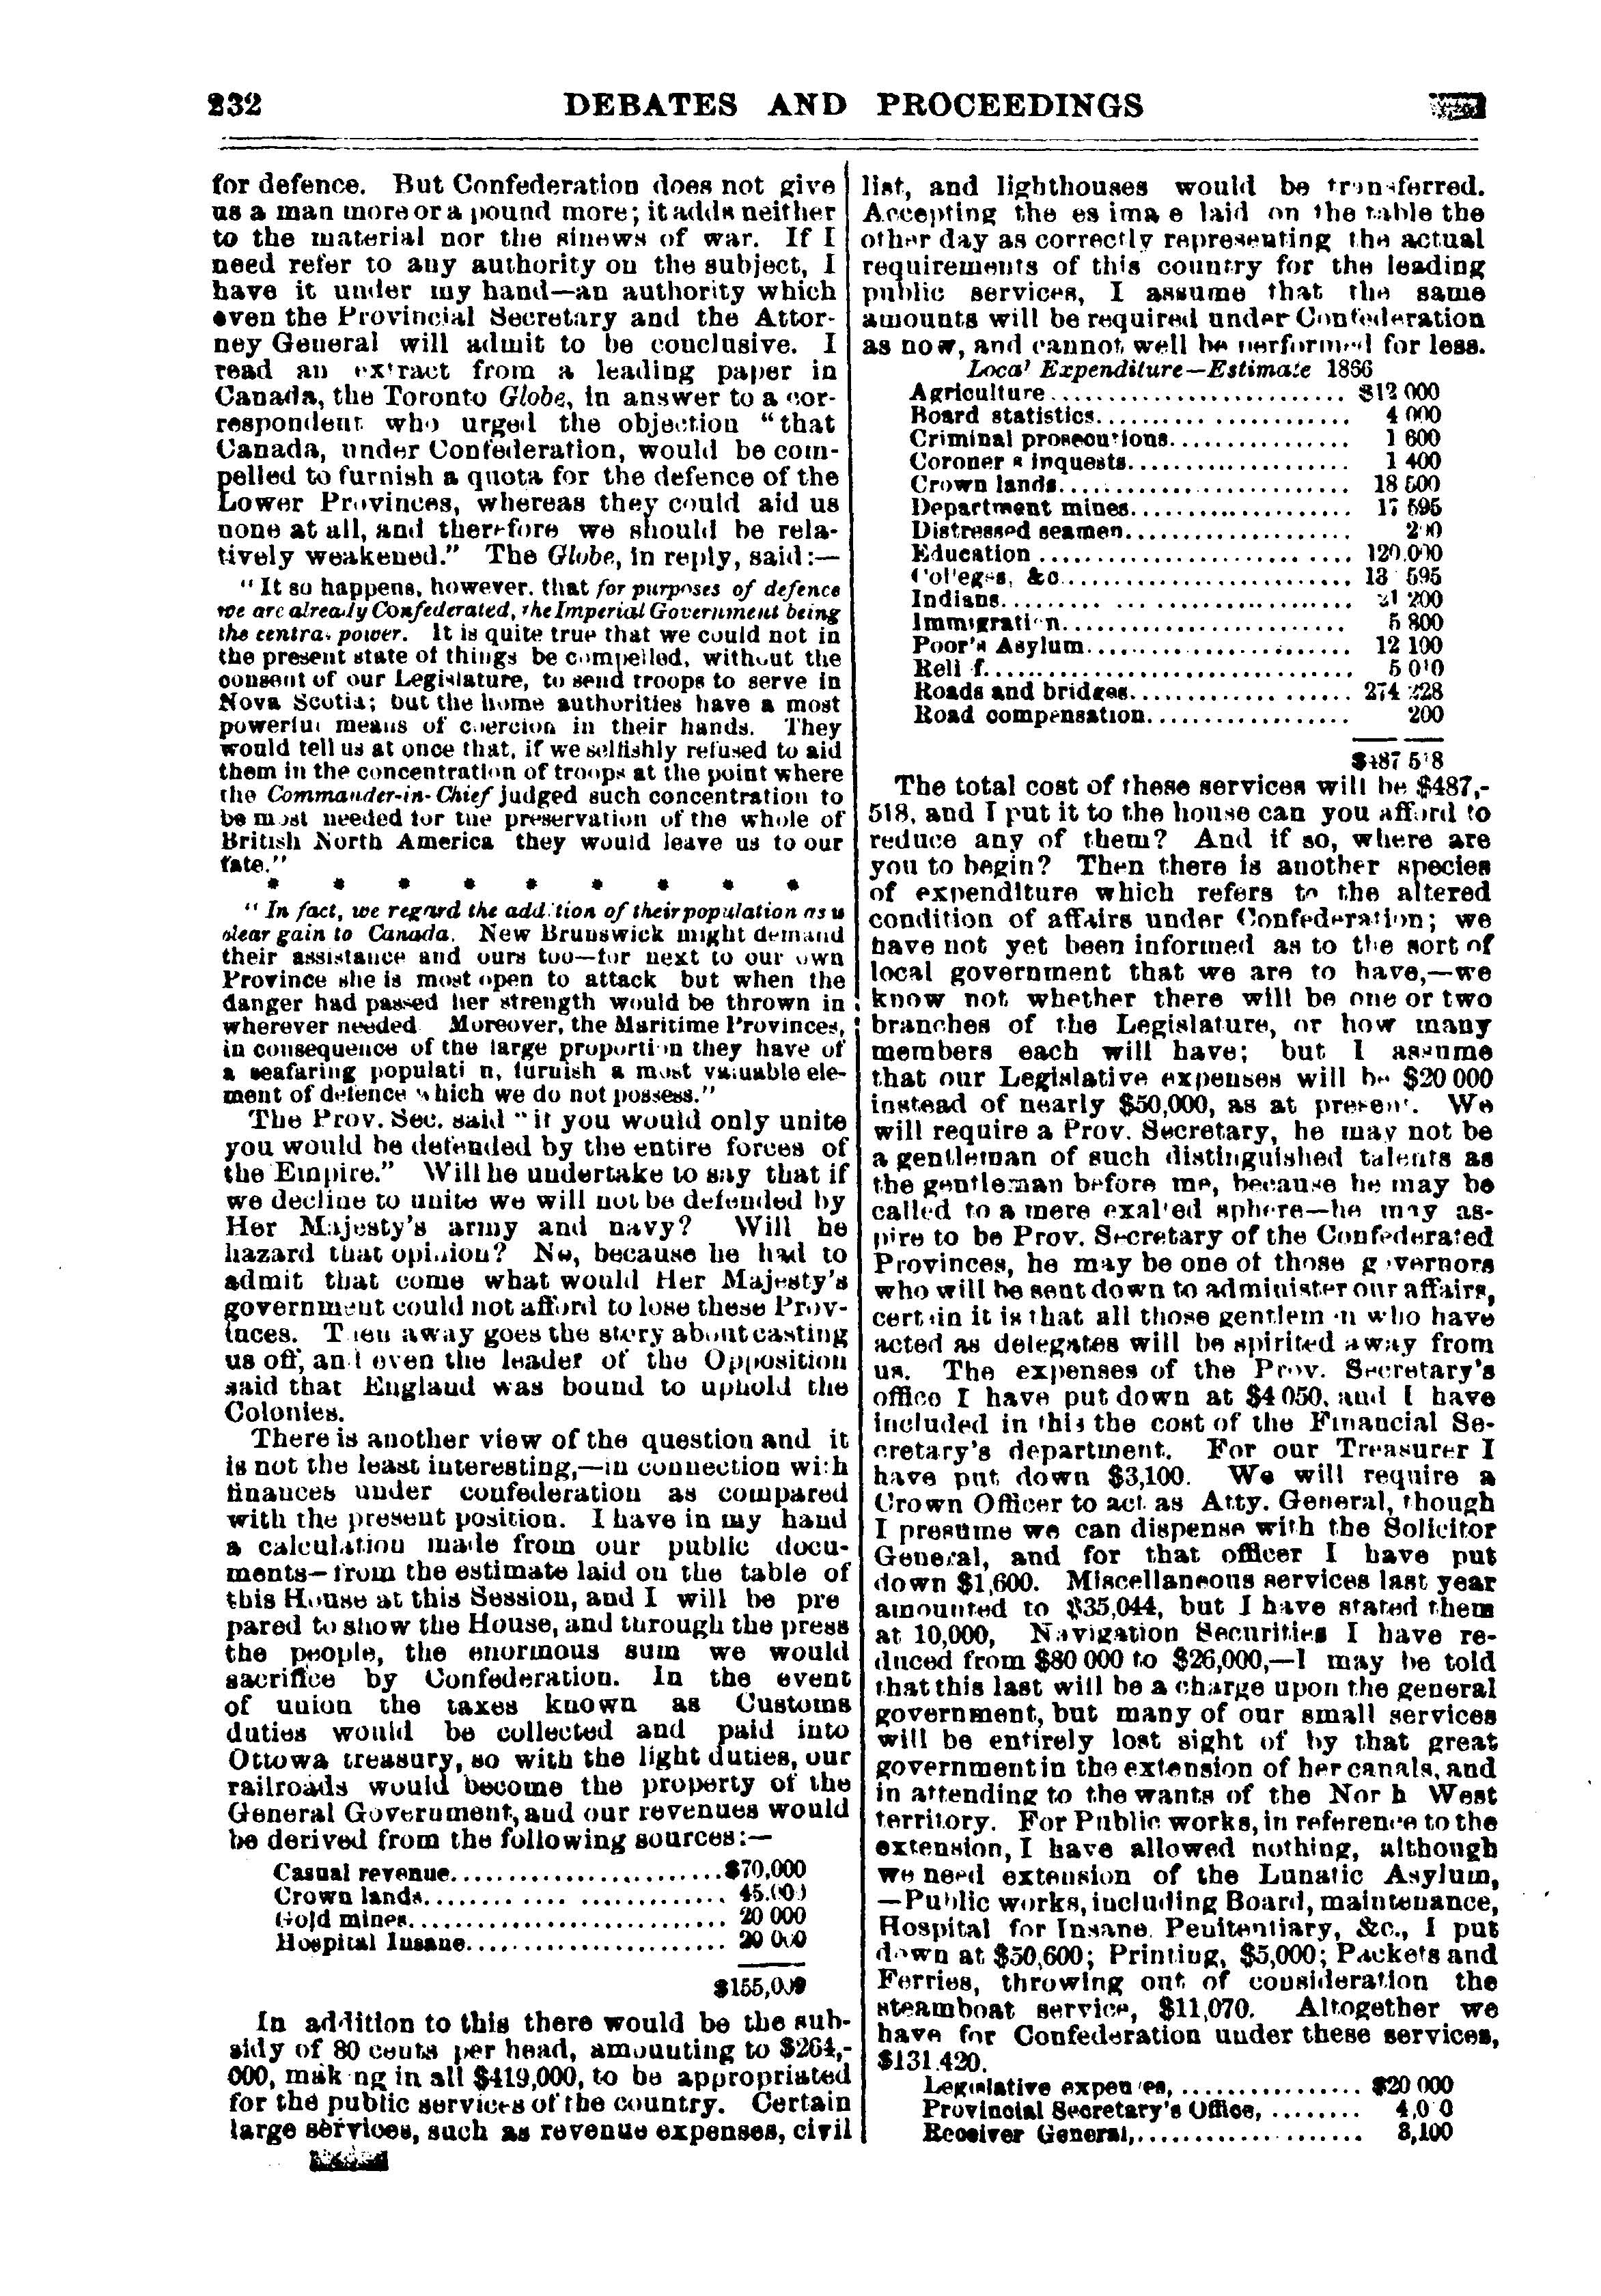 232 DEBATES AND PROCEEDINGS
for defence. But Confederation does not give
us a man more or a pound more; it adds neither
to the material nor the sinews of war. If I
need refer to any authority on the subject, I
have it under my hand—an authority which
even the Provincial Secretary and the Attor-
ney General will admit to be conclusive. I
read an extract from a leading paper in
Canada, the Toronto Globe, in answer to a cor-
respondent who urged the objection "that
Canada, under Confederation, would be com-
pelled to furnish a quota for the defence of the
Lower Provinces, whereas they could aid us
none at all, and therefore we should be rela-
tively weakened." The Globe, in reply, said:—
"It so happens, however, that for purposes of defence
we are already Confederated, the Imperial Government being
the central power. It is quite true that we could not in
the present state of things be compelled, without the
consent of our Legislature, to send troops to serve in
Nova Scotia; but the home authorities have a most
powerful means of coercion in their hands. They
would tell us at once that, if we selfishly refused to aid
them in the concentration of troops at the point where
the Commander-in-Chief judged such concentration to
be most needed for the preservation of the whole of
British North America they would leave us to our
fate."
* * * * * * * * *
"In fact, we regard the addition of their population as a
clear gain to Canada. New Brunswick might demand
their assistance and ours too—for next to our own
Province she is most open to attack but when the
danger had passed her strength would be thrown in
wherever needed Moreover, the Maritime Provinces,
in consequence of the large proportion they have of
a seafaring populati n, furnish a most valuable ele-
ment of defence which we do not possess."
The Prov. Sec. said "if you would only unite
you would be defended by the entire forces of
the Empire." Will he undertake to say that if
we decline to unite we will not be defended by
Her Majesty's army and navy? Will he
hazard that opinion? No, because he had to
admit that come what would Her Majesty's
government could not afford to lose these Prov-
inces. Then away goes the story about casting
us off, and even the leader of the Opposition
said that England was bound to uphold the
Colonies.
There is another view of the question and it
is not the least interesting,—in connection with
finances under confederation as compared
with the present position. I have in my hand
a calculation made from our public docu-
ments—from the estimate laid on the table of
this House at this Session, and I will be pre
pared to show the House, and through the press
the people, the enormous sum we would
sacrifice by Confederation. In the event
of union the taxes known as Customs
duties would be collected and paid into
Ottowa treasury, so with the light duties, our
railroads would become the property of the
General Government, and our revenues would
be derived from the following sources:—
Casual revenue........................$70,000
Crown lands........................ 45.000
Gold mines........................ 20 000
Hospital Insane........................ 20 000
$155,000
In addition to this there would be the sub-
sidy of 80 cents per head, amounting to $264,-
000, mak ng in all $419,000, to be appropriated
for the public services of the country. Certain
large services, such as revenue expenses, civil
list, and lighthouses would be transferred.
Accepting the es ima e laid on the table the
other day as correctly representing the actual
requirements of this country for the leading
public services, I assume that the same
amounts will be required under Confederation
as now, and cannot well be performed for less.
Local Expenditure—Estimate 1866
Agriculture........................ $12 000
Board statistics........................ 4 000
Criminal prosecutions................ 1 600
Coroner s inquests.................... 1 400
Crown lands........................ 18 500
Department mines.................... 17 595
Distressed seamen.................... 200
Education ........................ 120.000
Colleges, &c........................ 13 595
Indians........................ 1 200
Immigrati n........................ 5 800
Poor's Asylum........................ 12 100
Reli f........................ 5 000
Roads and bridges.................... 274 228
Road compensation.................. 200
$487 518
The total cost of these services will be $487,-
518, and I put it to the house can you afford to
reduce any of them? And if so, where are
you to begin? Then there is another species
of expenditure which refers to the altered
condition of affairs under Confederation; we
have not yet been informed as to the sort of
local government that we are to have,—we
know not whether there will be one or two
branches of the Legislature, or how many
members each will have; but I assume
that our Legislative expenses will be $20 000
instead of nearly $50,000, as at present. We
will require a Prov. Secretary, he may not be
a gentleman of such distinguished talents as
the gentleman before me, because he may be
called to a mere exalted sphere—he may as-
pire to be Prov. Secretary of the Confederated
Provinces, he may be one of those governors
who will be sent down to administer our affairs,
certain it is that all those gentlem n who have
acted as delegates will be spirited away from
us. The expenses of the Prov. Secretary's
office I have put down at $4 050, and I have
included in this the cost of the Financial Se-
cretary's department. For our Treasurer I
have put down $3,100. We will require a
Crown Officer to act as Atty. General, though
I presume we can dispense with the Solicitor
General, and for that officer I have put
down $1,600. Miscellaneous services last year
amounted to $35,044, but I have stated them
at 10,000, Navigation Securities I have re-
duced from $80 000 to $26,000,—I may be told
that this last will be a charge upon the general
government, but many of our small services
will be entirely lost sight of by that great
government in the extension of her canals, and
in attending to the wants of the Nor h West
territory. For Public works, in reference to the
extension, I have allowed nothing, although
we need extension of the Lunatic Asylum,
—Public works, including Board, maintenance,
Hospital for Insane, Penitentiary, &c., I put
down at $50,600; Printing, $5,000; Packets and
Ferries, throwing out of consideration the
steamboat service, $11,070. Altogether we
have for Confederation under these services,
$131.420.
Legislative expenses, ................ $20 000
Provincial Secretary's Office, ........ 4,0 0
Receiver General,.................... 3,100